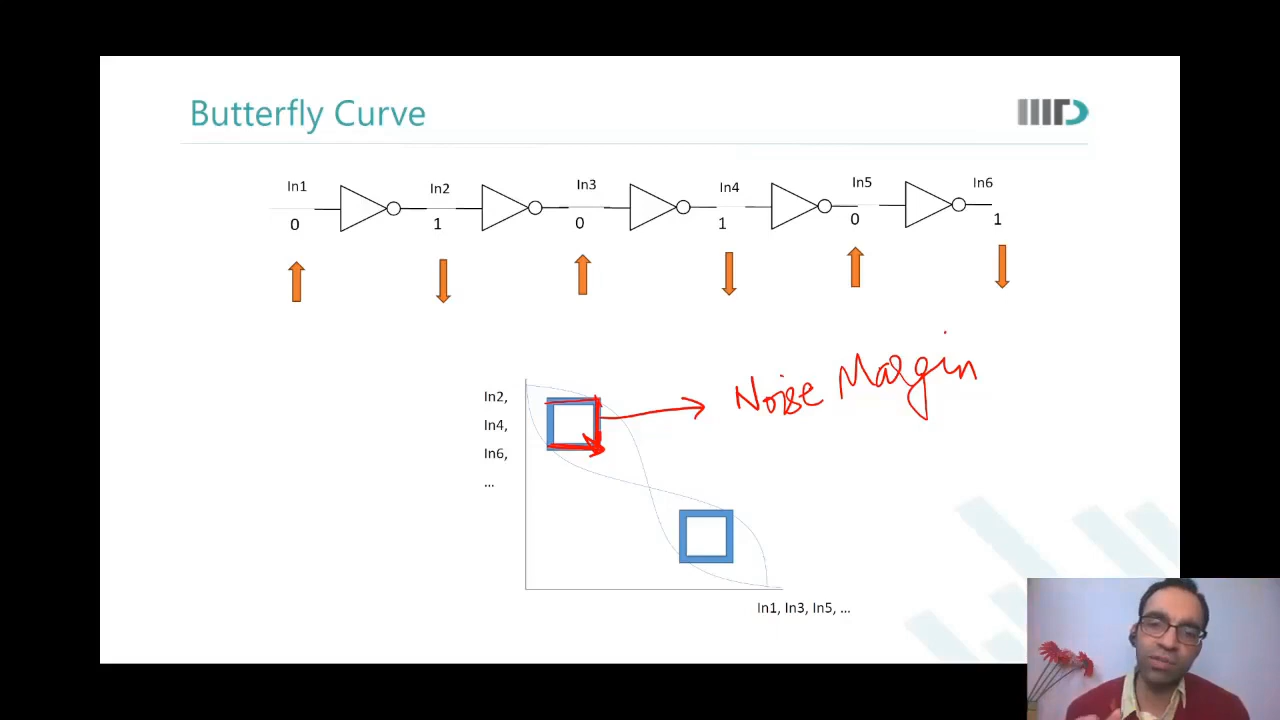 Butterfly Curve
IIITD
In1 In2 In3 In4 In5 In6
0 1 0 1 0 1
Noise Margin
In2,
In4,
In6,
...
In1, In3, In5, ...